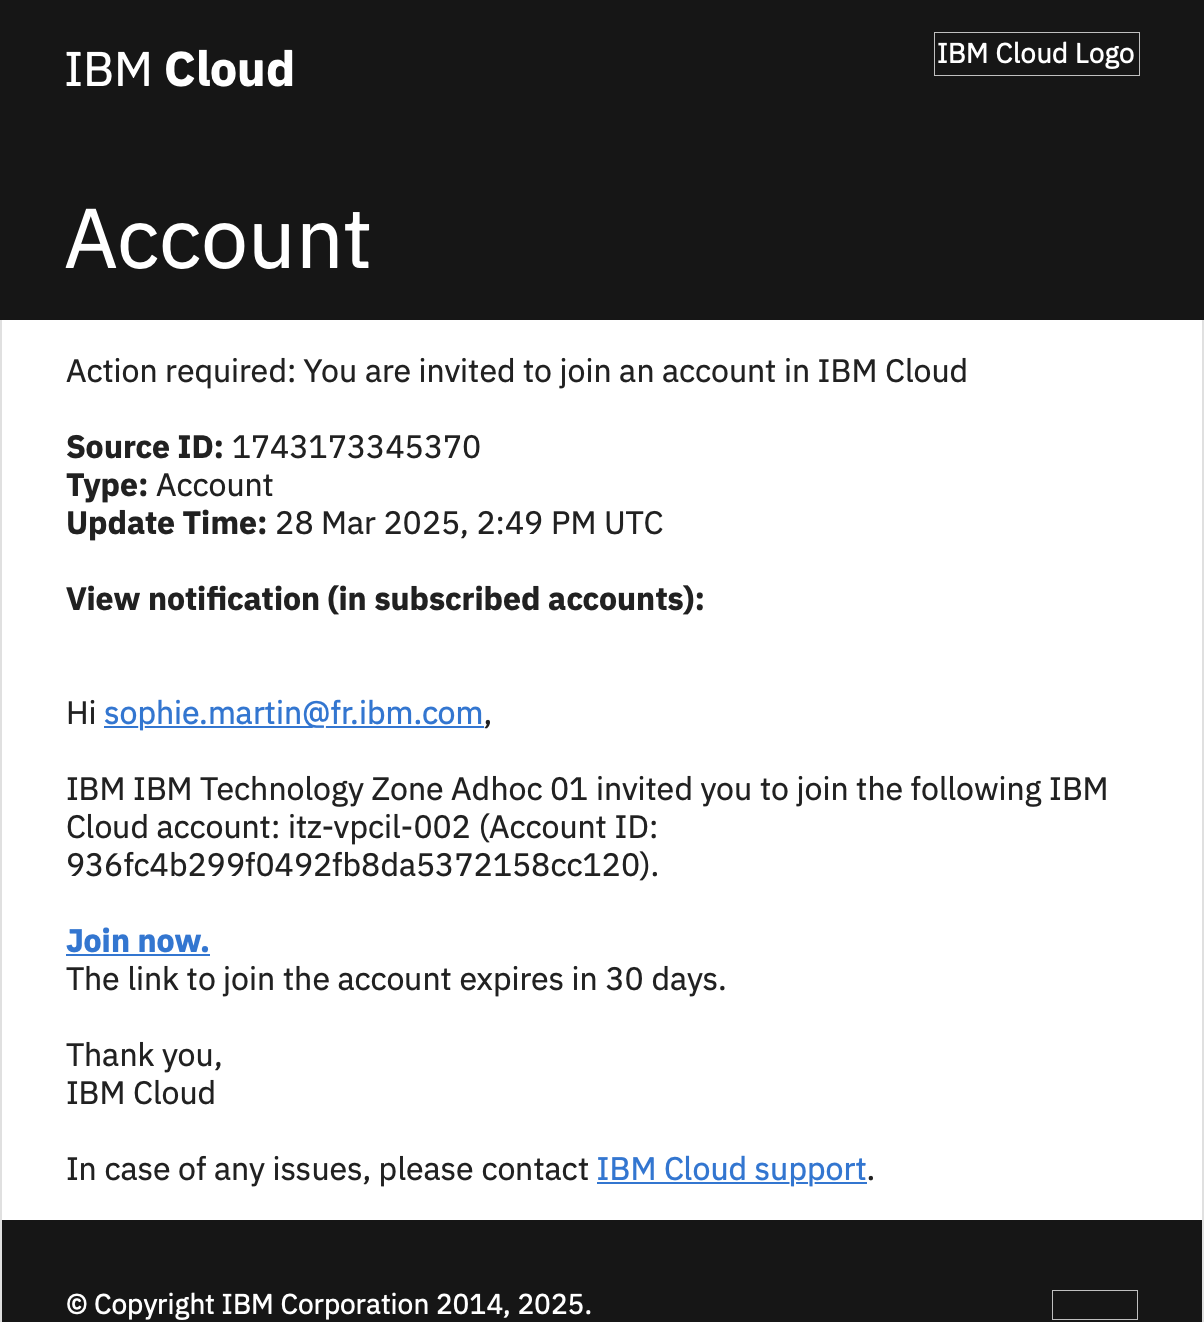 IBM Cloud
IBM Cloud Logo
Account
Action required: You are invited to join an account in IBM Cloud
Source ID: 1743173345370
Type: Account
Update Time: 28 Mar 2025, 2:49 PM UTC
View notification (in subscribed accounts):
Hi sophie.martin@fr.ibm.com,
IBM IBM Technology Zone Adhoc 01 invited you to join the following IBM
Cloud account: itz-vpcil-002 (Account ID:
936fc4b299f0492fb8da5372158cc120).
Join now.
The link to join the account expires in 30 days.
Thank you,
IBM Cloud
In case of any issues, please contact IBM Cloud support.
© Copyright IBM Corporation 2014, 2025.